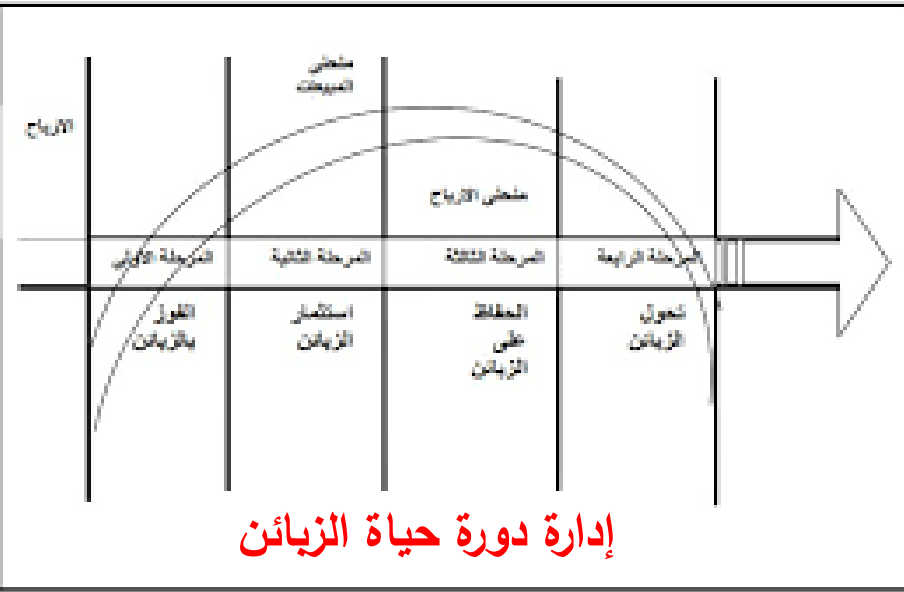 منحنى
المبيعات
الأرباح
منحنى الأرباح
المرحلة الأولى
المرحلة الثانية
المرحلة الثالثة
المرحلة الرابعة
الفوز
بالزبائن
استثمار
الزبائن
الحفاظ
على
الزبائن
تحول
الزبائن
إدارة دورة حياة الزبائن